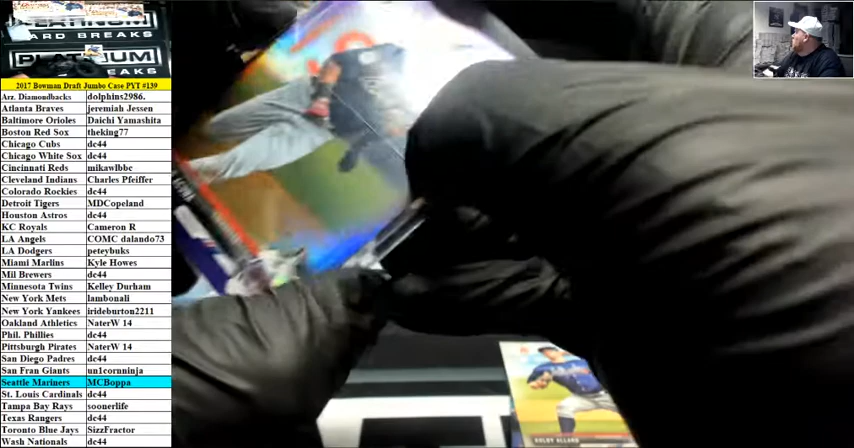 PLATINUM
CARD BREAKS
PLATINUM
BREAKS
2017 Bowman Draft Jumbo Case PYT #139
Arz. Diamondbacks dolphins2986.
Atlanta Braves jeremiah Jessen
Baltimore Orioles Daichi Yamashita
Boston Red Sox theking77
Chicago Cubs dc44
Chicago White Sox dc44
Cincinnati Reds mikawlbbc
Cleveland Indians Charles Pfeiffer
Colorado Rockies dc44
Detroit Tigers MDCopeland
Houston Astros dc44
KC Royals Cameron R
LA Angels COMC dalando73
LA Dodgers peteybuks
Miami Marlins Kyle Howes
Mil Brewers dc44
Minnesota Twins Kelley Durham
New York Mets lambonali
New York Yankees irideburton2211
Oakland Athletics NaterW 14
Phil. Phillies dc44
Pittsburgh Pirates NaterW 14
San Diego Padres dc44
San Fran Giants un1cornninja
Seattle Mariners MCBoppa
St. Louis Cardinals dc44
Tampa Bay Rays soonerlife
Texas Rangers dc44
Toronto Blue Jays SizzFractor
Wash Nationals dc44
KOLBY ALLARD